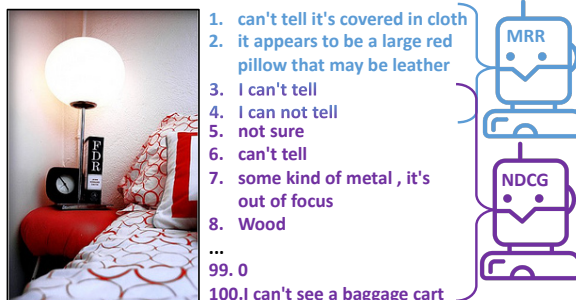 1. can't tell it's covered in cloth
2. it appears to be a large red
pillow that may be leather
3. I can't tell
4. I can not tell
5. not sure
6. can't tell
7. some kind of metal , it's
out of focus
8. Wood
...
99. 0
100.I can't see a baggage cart
MRR
NDCG
FDR